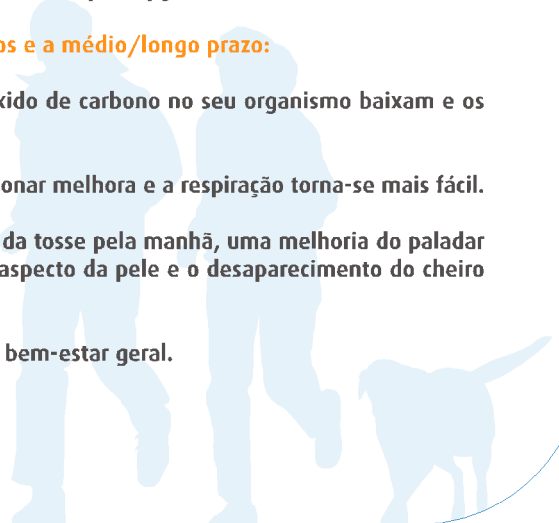 os e a médio/longo prazo:
xido de carbono no seu organismo baixam e os
onar melhora e a respiração torna-se mais fácil.
da tosse pela manhã, uma melhoria do paladar
aspecto da pele e o desaparecimento do cheiro
bem-estar geral.